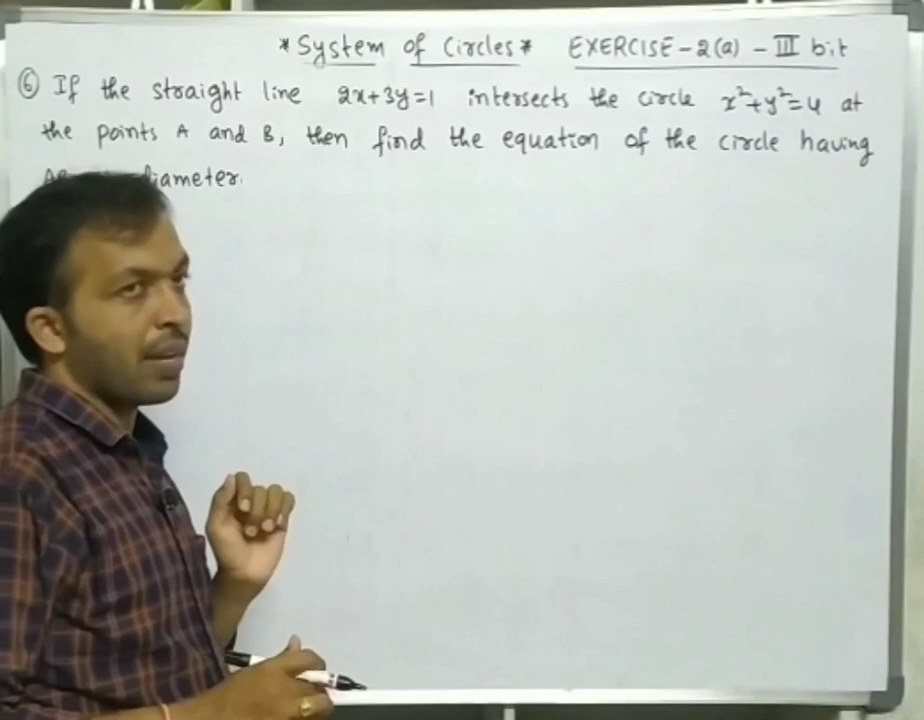 *System of Circles* EXERCISE-2(a) - III bit
⑥ If the straight line 2x+3y=1 intersects the circle x²+y²=4 at
the points A and B, then find the equation of the circle having
diameter.